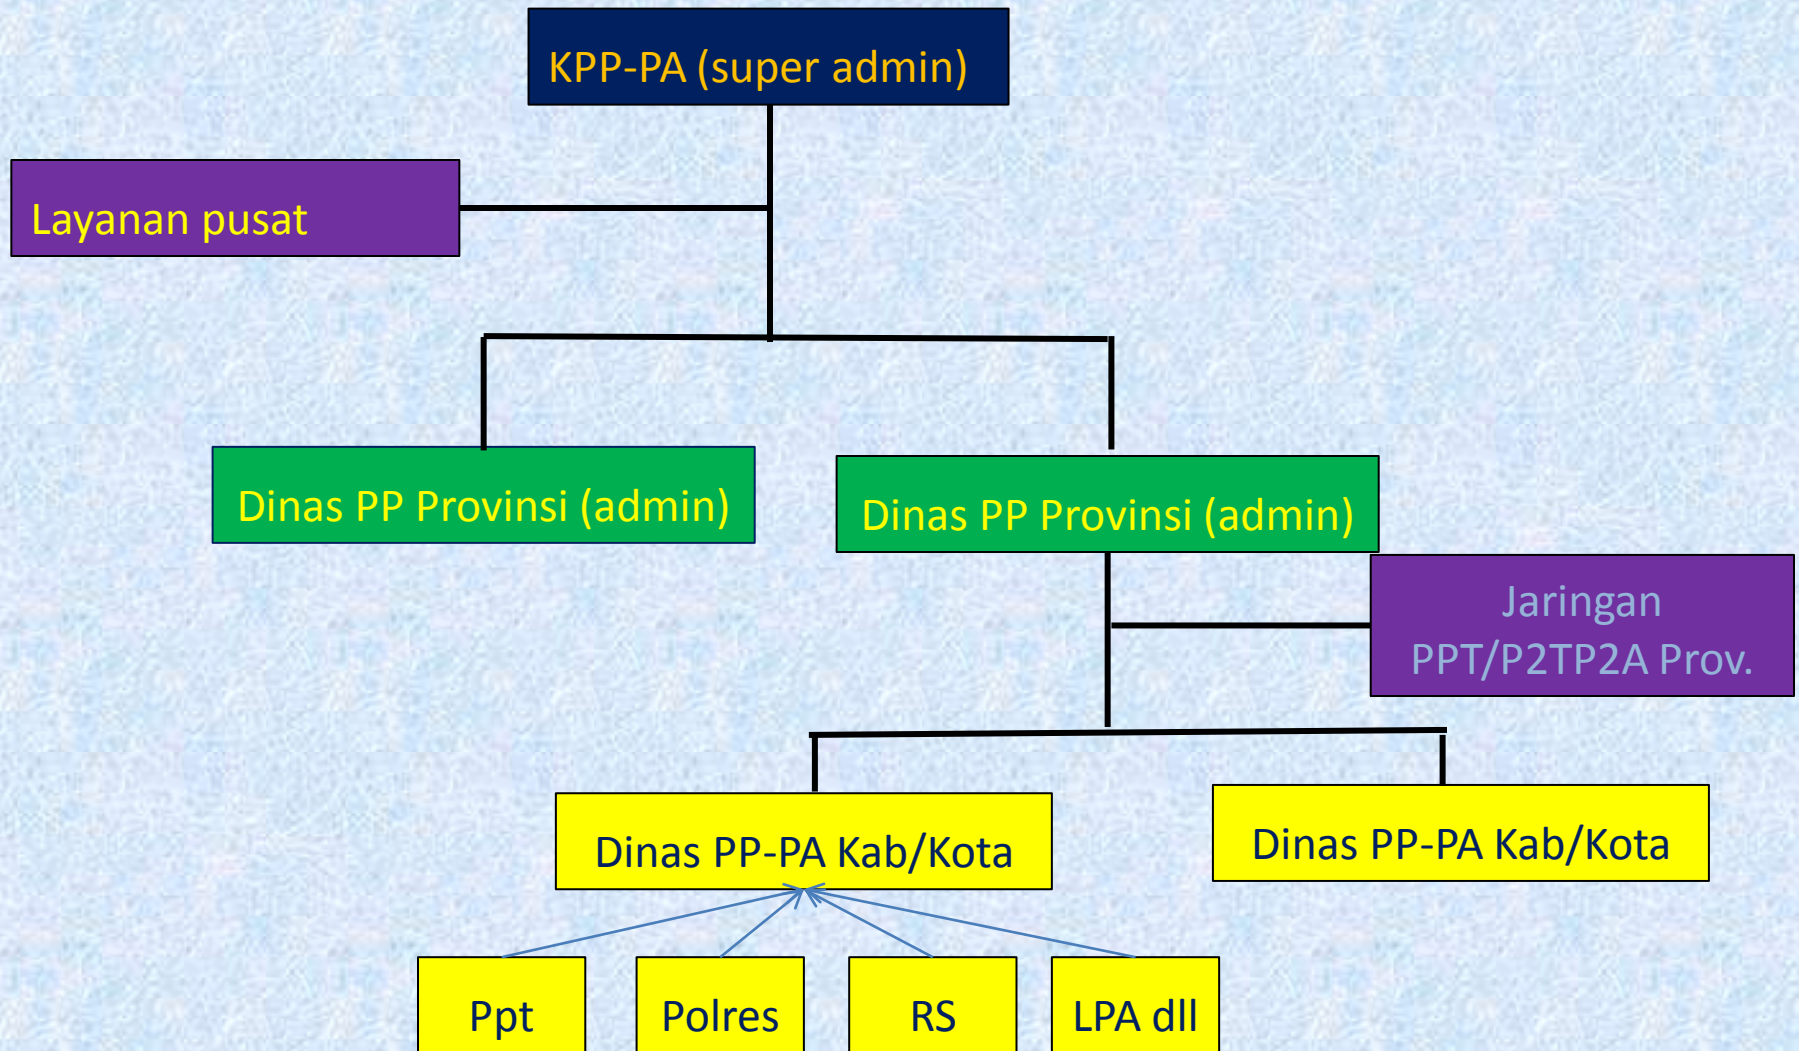 KPP-PA (super admin)
Layanan pusat
Dinas PP Provinsi (admin)
Dinas PP Provinsi (admin)
Jaringan
PPT/P2TP2A Prov.
Dinas PP-PA Kab/Kota
Dinas PP-PA Kab/Kota
Ppt
Polres
RS
LPA dll